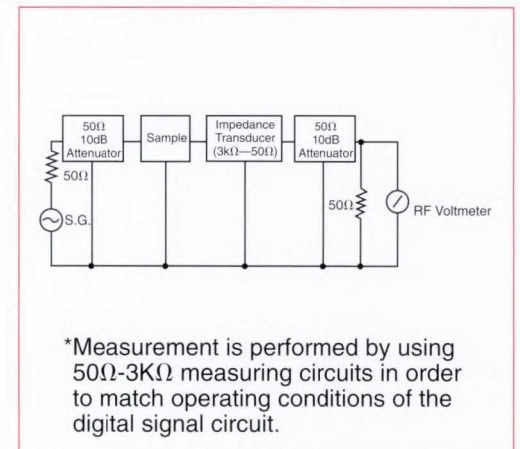 50Ω
10dB
Attenuator
Sample
Impedance
Transducer
(3kΩ—50Ω)
50Ω
10dB
Attenuator
50Ω
S.G.
50Ω
RF Voltmeter
*Measurement is performed by using
50Ω-3KΩ measuring circuits in order
to match operating conditions of the
digital signal circuit.